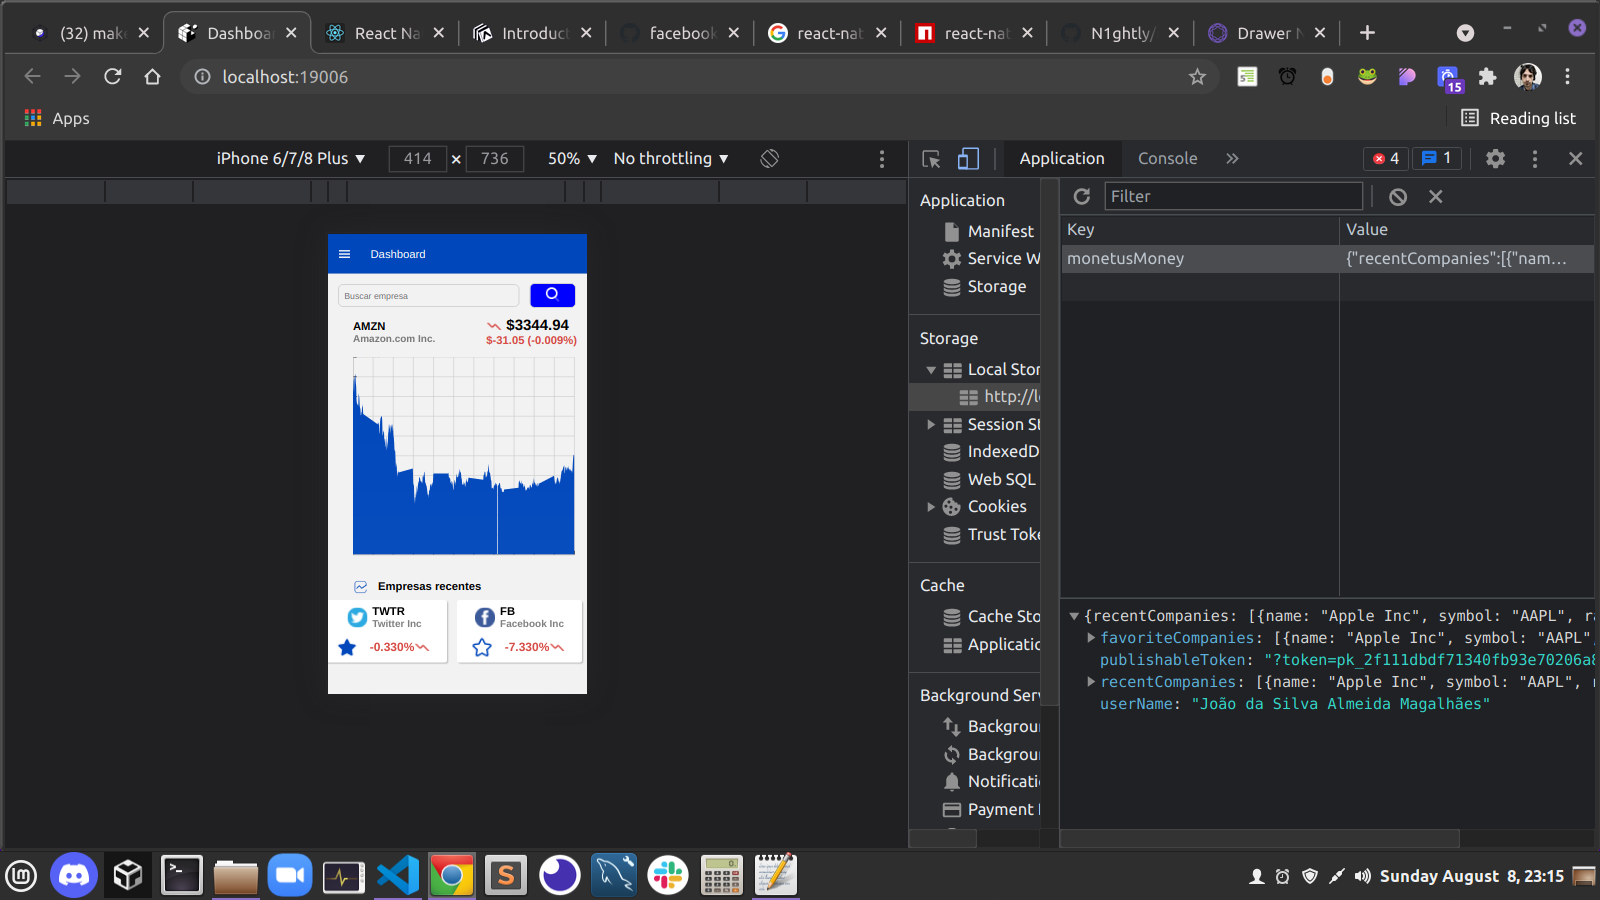 (32) mak
Dashboa
React Na
Introduct
facebook
react-nat
react-nat
N1ghtly/
Drawer N
localhost:19006
15
Apps
Reading list
iPhone 6/7/8 Plus ▼ 414 × 736 50% ▼ No throttling ▼
Application Console » 4 1
Application
Manifest
Service W
Storage
Storage
Local Stor
http://l
Session St
IndexedD
Web SQL
Cookies
Trust Toke
Cache
Cache Sto
Applicatio
Background Serv
Backgrou
Backgrou
Notificatio
Payment
Filter
Key Value
monetusMoney {"recentCompanies":[{"nam…
{recentCompanies: [{name: "Apple Inc", symbol: "AAPL", ra
favoriteCompanies: [{name: "Apple Inc", symbol: "AAPL",
publishableToken: "?token=pk_2f111dbdf71340fb93e70206a8
recentCompanies: [{name: "Apple Inc", symbol: "AAPL",
userName: "João da Silva Almeida Magalhães"
Dashboard
Buscar empresa
AMZN $3344.94
Amazon.com Inc. $-31.05 (-0.009%)
Empresas recentes
TWTR
Twitter Inc
-0.330%
FB
Facebook Inc
-7.330%
Sunday August 8, 23:15